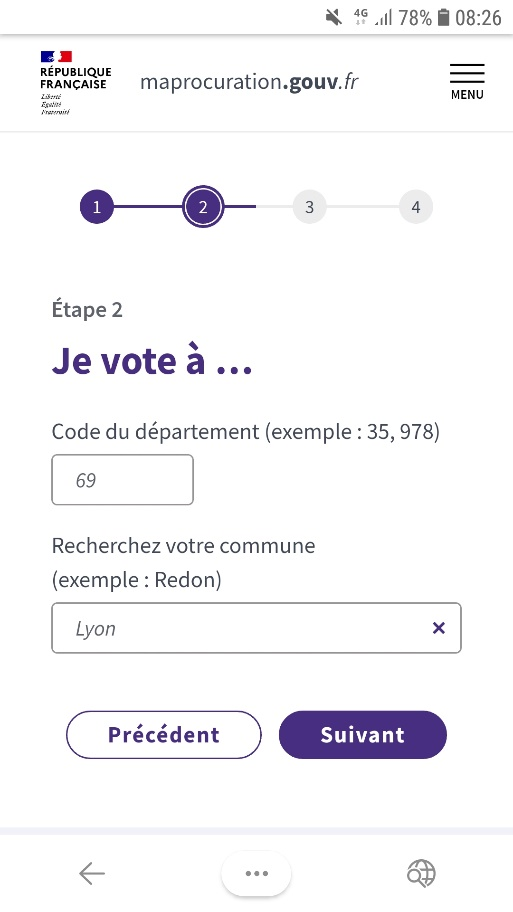 4G 78% 08:26
RÉPUBLIQUE
FRANÇAISE
Liberté
Égalité
Fraternité
maprocuration.gouv.fr
MENU
1 2 3 4
Étape 2
Je vote à ...
Code du département (exemple : 35, 978)
69
Recherchez votre commune
(exemple : Redon)
Lyon
Précédent Suivant